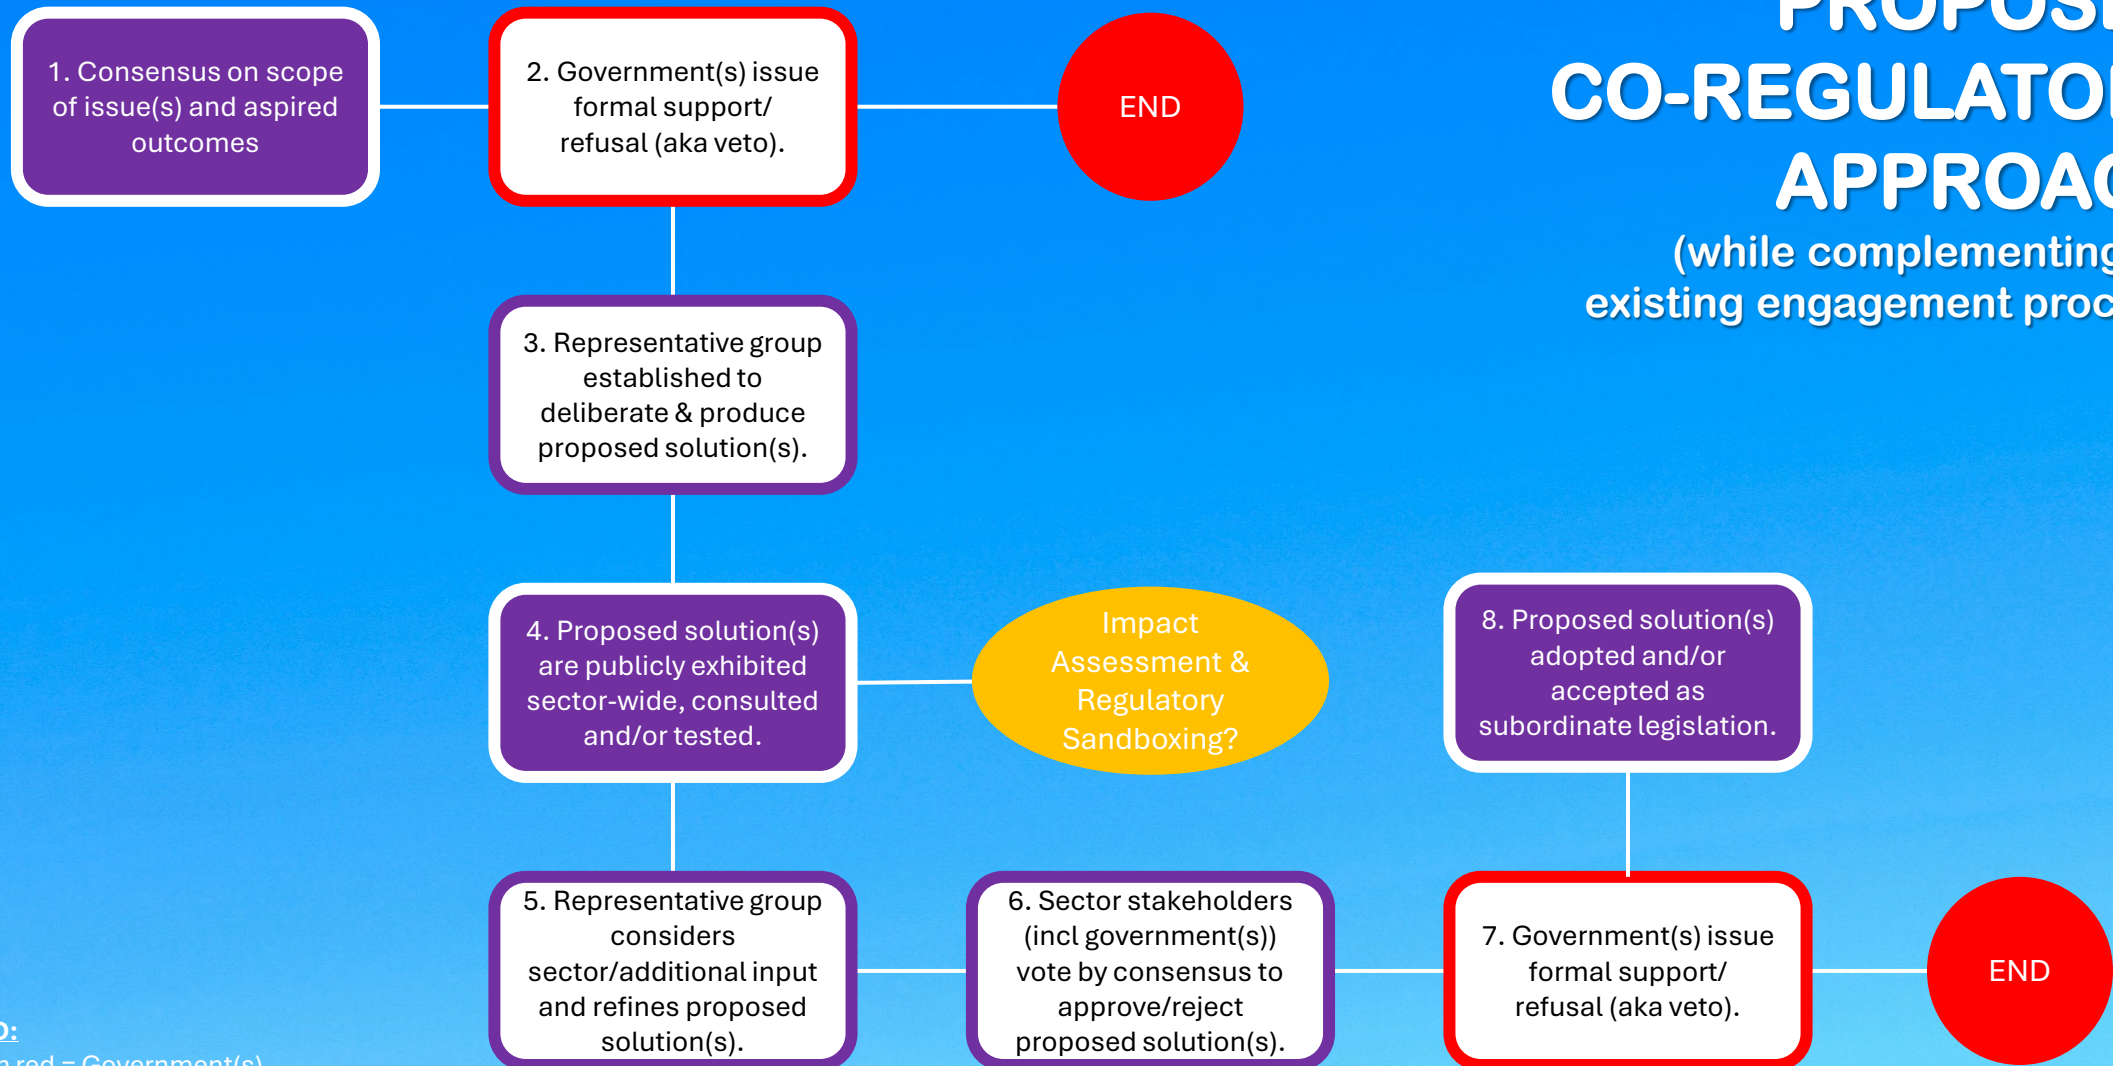 1. Consensus on scope
of issue(s) and aspired
outcomes
2. Government(s) issue
formal support/
refusal (aka veto).
END
CO-REGULATO
APPROAC
(while complementing
existing engagement proc
3. Representative group
established to
deliberate & produce
proposed solution(s).
4. Proposed solution(s)
are publicly exhibited
sector-wide, consulted
and/or tested.
Impact
Assessment &
Regulatory
Sandboxing?
8. Proposed solution(s)
adopted and/or
accepted as
subordinate legislation.
5. Representative group
considers
sector/additional input
and refines proposed
solution(s).
6. Sector stakeholders
(incl government(s))
vote by consensus to
approve/reject
proposed solution(s).
7. Government(s) issue
formal support/
refusal (aka veto).
END
red = Government(s)